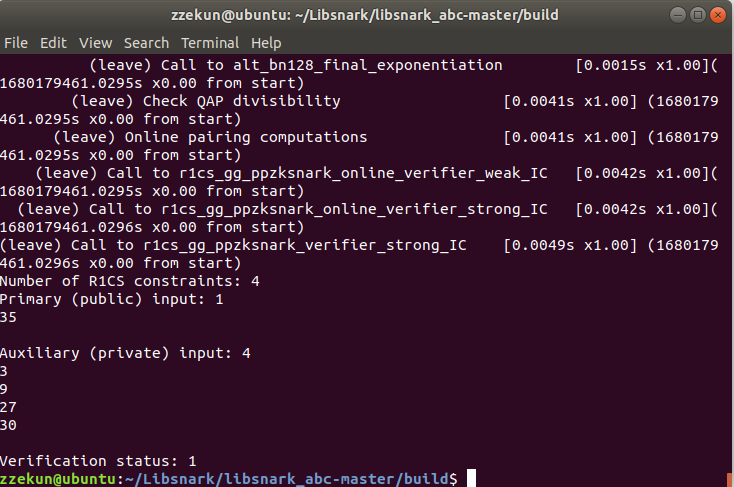 zzekun@ubuntu: ~/Libsnark/libsnark_abc-master/build
File Edit View Search Terminal Help
(leave) Call to alt_bn128_final_exponentiation [0.0015s x1.00](
1680179461.0295s x0.00 from start)
(leave) Check QAP divisibility [0.0041s x1.00] (1680179
461.0295s x0.00 from start)
(leave) Online pairing computations [0.0041s x1.00] (1680179
461.0295s x0.00 from start)
(leave) Call to r1cs_gg_ppzksnark_online_verifier_weak_IC [0.0042s x1.00](
1680179461.0295s x0.00 from start)
(leave) Call to r1cs_gg_ppzksnark_online_verifier_strong_IC [0.0042s x1.00](
1680179461.0296s x0.00 from start)
(leave) Call to r1cs_gg_ppzksnark_verifier_strong_IC [0.0049s x1.00] (1680179
461.0296s x0.00 from start)
Number of R1CS constraints: 4
Primary (public) input: 1
35
Auxiliary (private) input: 4
3
9
27
30
Verification status: 1
zzekun@ubuntu:~/Libsnark/libsnark_abc-master/build$